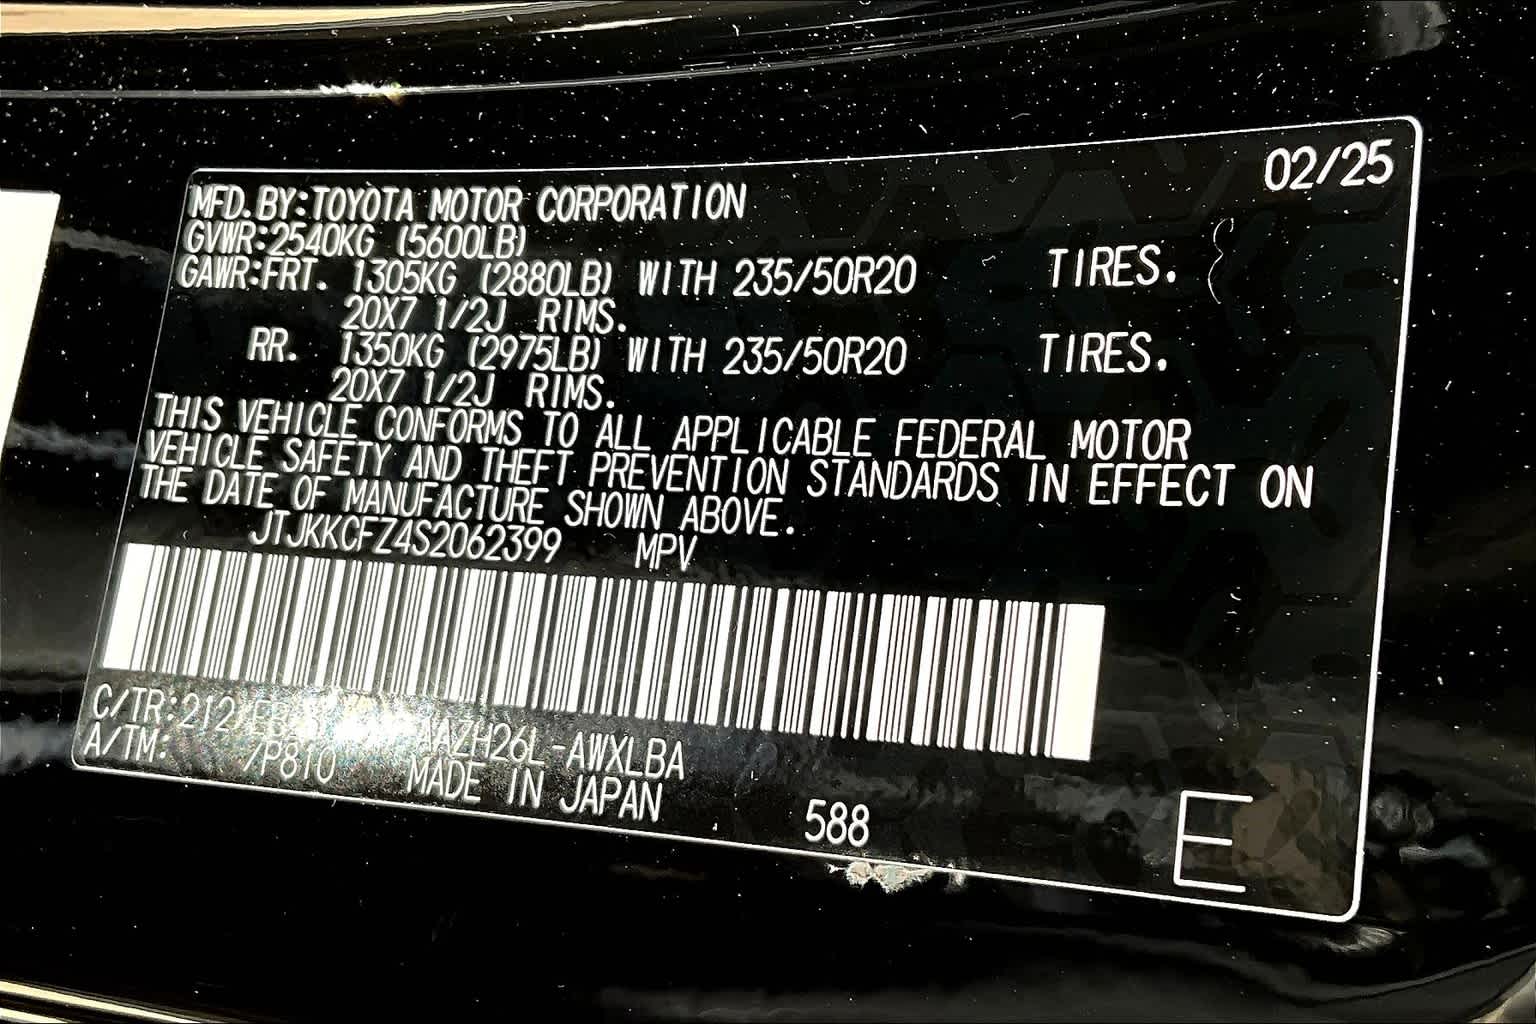 02/25
MFD.BY:TOYOTA MOTOR CORPORATION
GVWR:2540KG (5600LB)
GAWR:FRT. 1305KG (2880LB) WITH 235/50R20 TIRES.
20X7 1/2J RIMS.
RR. 1350KG (2975LB) WITH 235/50R20 TIRES.
20X7 1/2J RIMS.
THIS VEHICLE CONFORMS TO ALL APPLICABLE FEDERAL MOTOR
VEHICLE SAFETY AND THEFT PREVENTION STANDARDS IN EFFECT ON
THE DATE OF MANUFACTURE SHOWN ABOVE.
JTJKKCFZ4S2062399 MPV
C/TR:212/ AAZH26L-AWXLBA
A/TM: /P810 MADE IN JAPAN
588
E